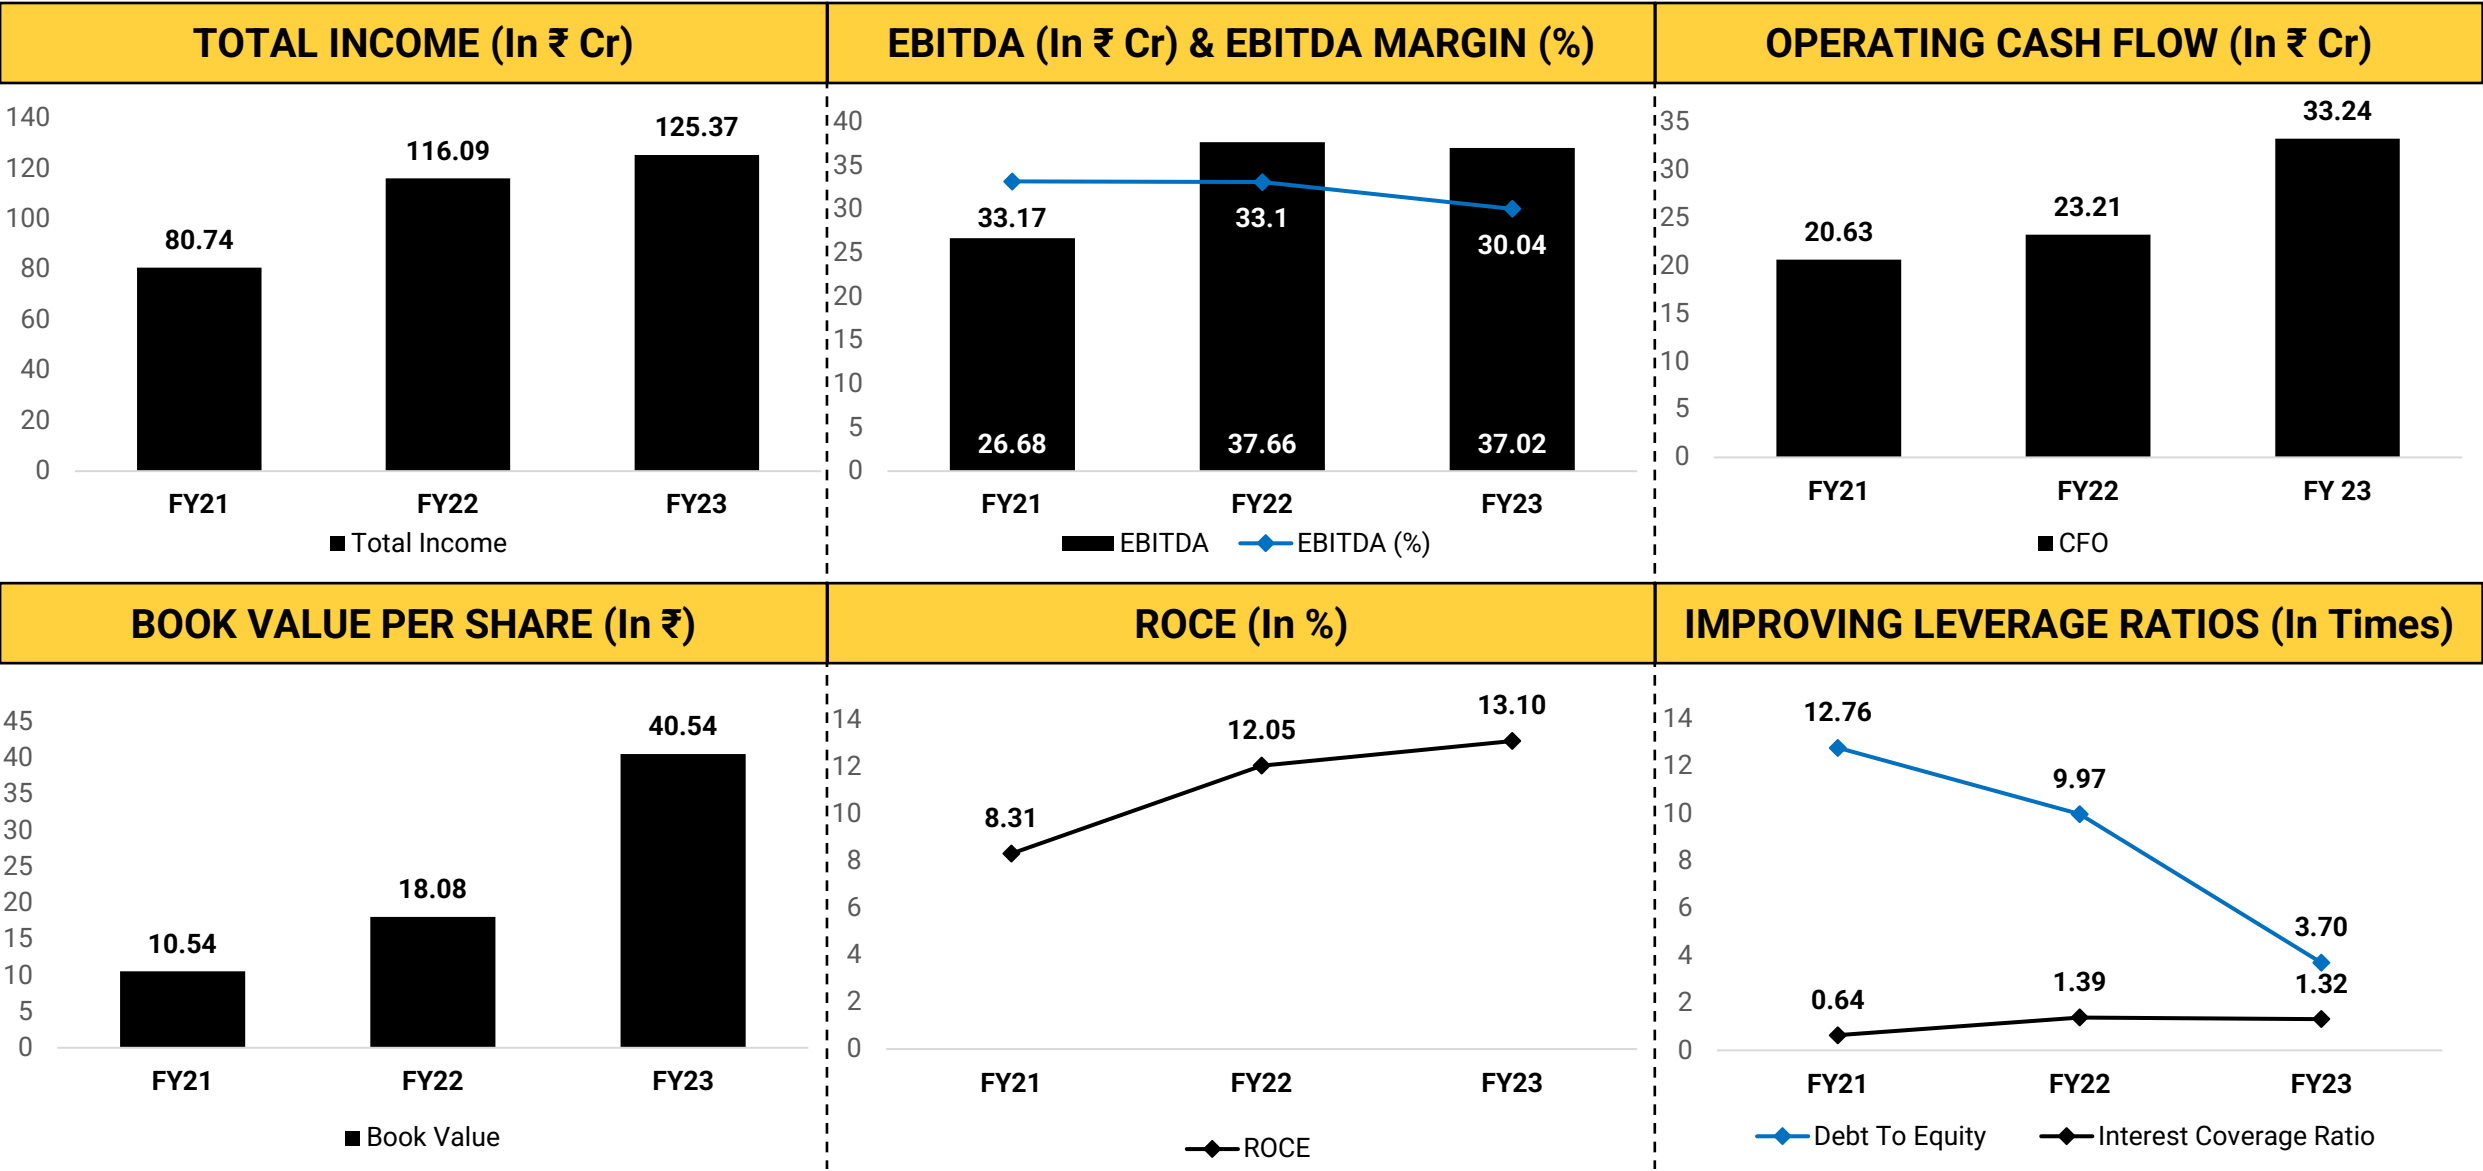 TOTAL INCOME (In ₹ Cr)
140
120
100
80
60
40
20
0
80.74
116.09
125.37
FY21
FY22
FY23
Total Income
EBITDA (In ₹ Cr) & EBITDA MARGIN (%)
40
35
30
25
20
15
10
5
0
33.17
33.1
30.04
26.68
37.66
37.02
FY21
FY22
FY23
EBITDA
EBITDA (%)
OPERATING CASH FLOW (In ₹ Cr)
35
30
25
20
15
10
5
0
20.63
23.21
33.24
FY21
FY22
FY 23
CFO
BOOK VALUE PER SHARE (In ₹)
45
40
35
30
25
20
15
10
5
0
10.54
18.08
40.54
FY21
FY22
FY23
Book Value
ROCE (In %)
14
12
10
8
6
4
2
0
8.31
12.05
13.10
FY21
FY22
FY23
ROCE
IMPROVING LEVERAGE RATIOS (In Times)
14
12
10
8
6
4
2
0
12.76
9.97
3.70
0.64
1.39
1.32
FY21
FY22
FY23
Debt To Equity
Interest Coverage Ratio